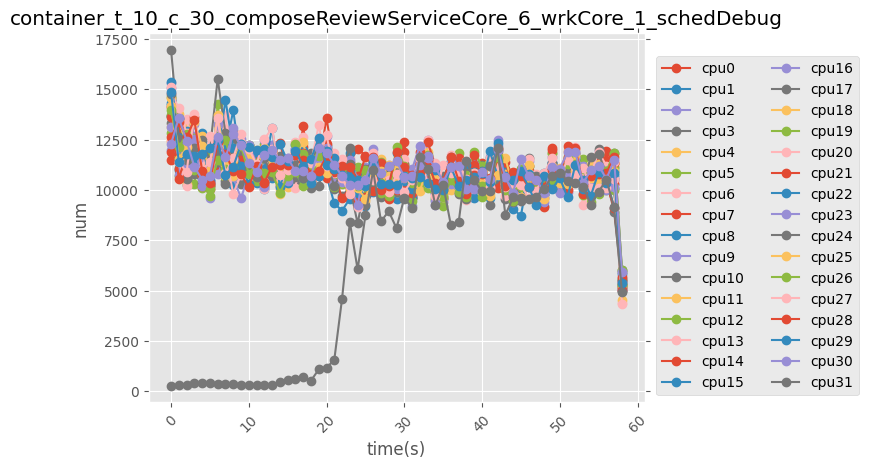 container_t_10_c_30_composeReviewServiceCore_6_wrkCore_1_schedDebug
17500
15000
12500
10000
7500
5000
2500
0
num
0
10
20
30
40
50
60
time(s)
cpu0
cpu1
cpu2
cpu3
cpu4
cpu5
cpu6
cpu7
cpu8
cpu9
cpu10
cpu11
cpu12
cpu13
cpu14
cpu15
cpu16
cpu17
cpu18
cpu19
cpu20
cpu21
cpu22
cpu23
cpu24
cpu25
cpu26
cpu27
cpu28
cpu29
cpu30
cpu31